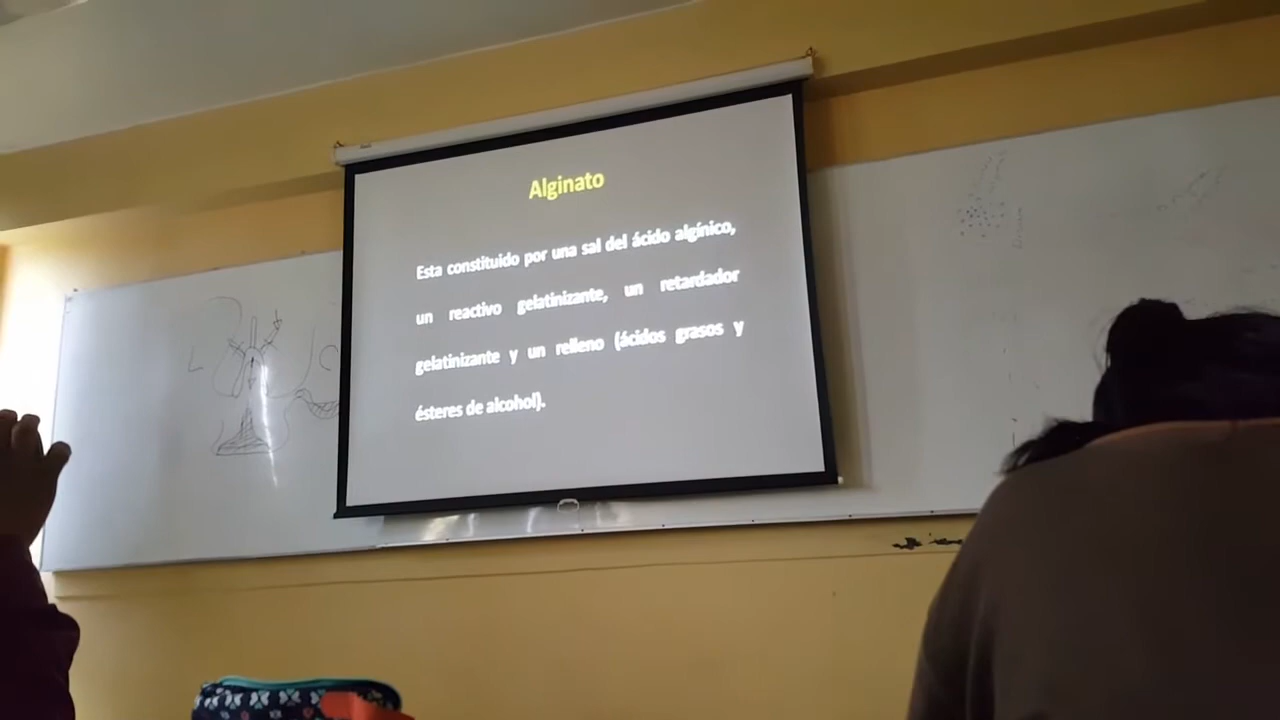 Alginato
Esta constituido por una sal del ácido algínico,
un reactivo gelatinizante, un retardador
gelatinizante y un relleno (ácidos grasos y
ésteres de alcohol).